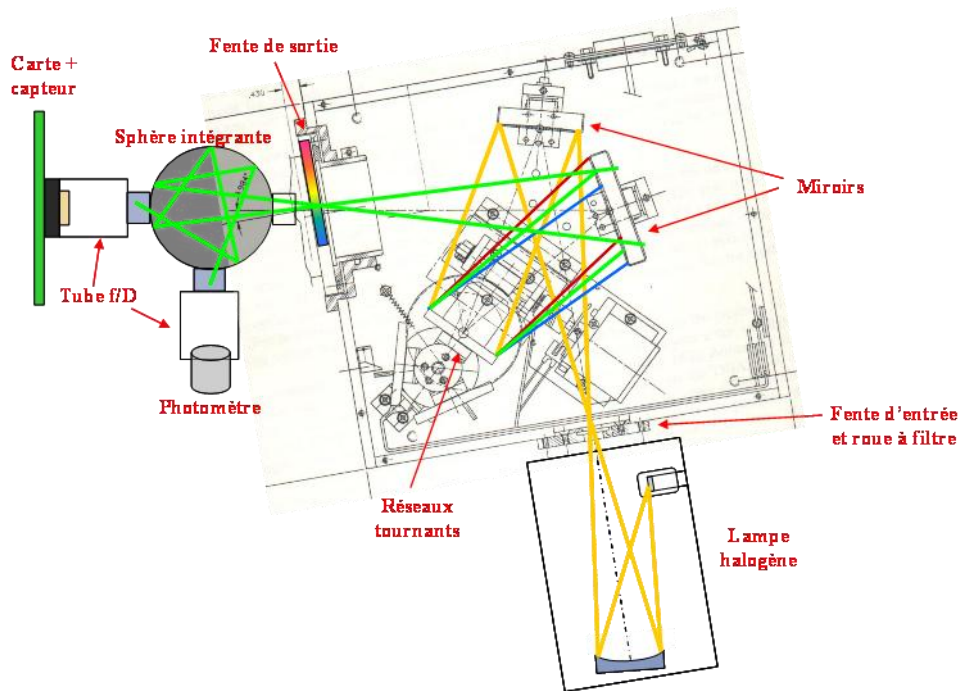 Fente de sortie
Carte +
capteur
.430
Sphère intégrante
Miroirs
Tube f/D
Photomètre
Fente d'entrée
et roue à filtre
Réseaux
tournants
Lampe
halogène